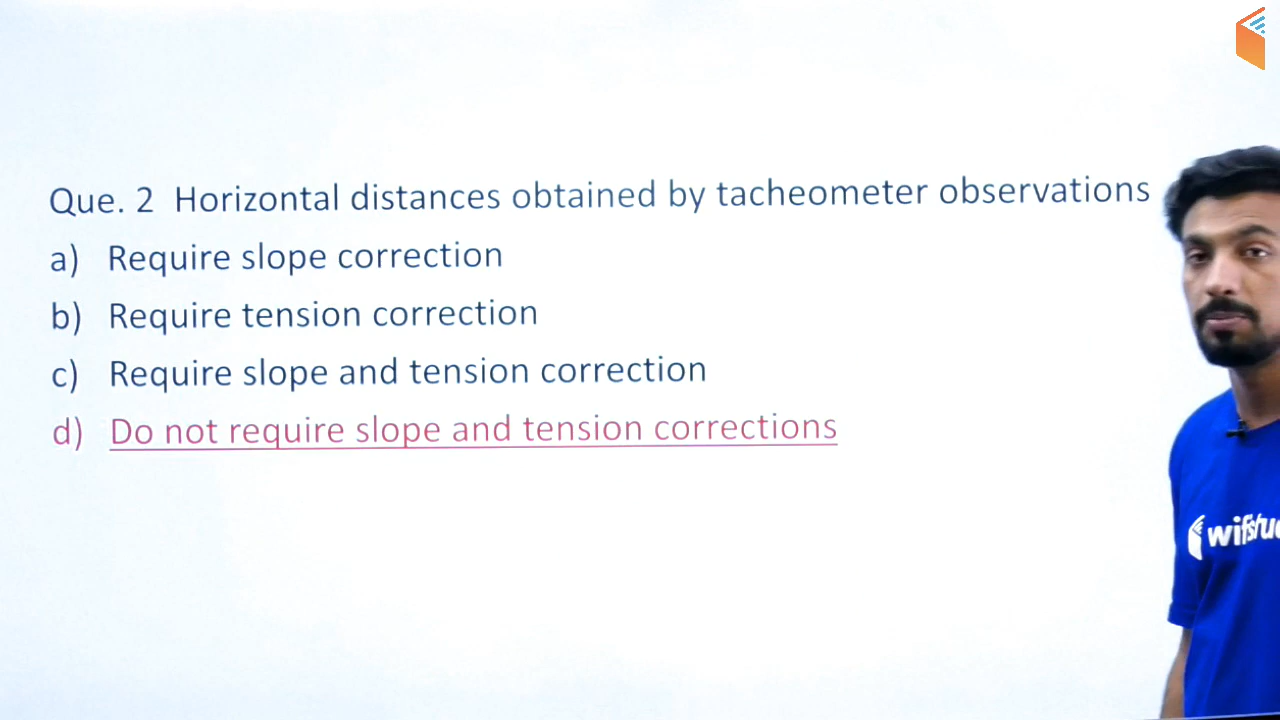 Que. 2 Horizontal distances obtained by tacheometer observations
a) Require slope correction
b) Require tension correction
c) Require slope and tension correction
d) Do not require slope and tension corrections